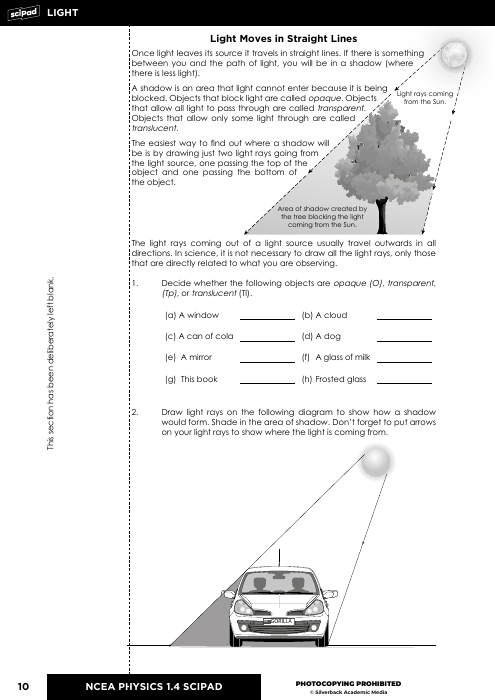 scipad LIGHT
Light Moves in Straight Lines
Once light leaves its source it travels in straight lines. If there is something
between you and the path of light, you will be in a shadow (where
there is less light).
A shadow is an area that light cannot enter because it is being
blocked. Objects that block light are called opaque. Objects
that allow all light to pass through are called transparent.
Objects that allow only some light through are called
translucent.
The easiest way to find out where a shadow will
be is by drawing just two light rays going from
the light source, one passing the top of the
object and one passing the bottom of
the object.
Light rays coming
from the Sun.
Area of shadow created by
the tree blocking the light
coming from the Sun.
The light rays coming out of a light source usually travel outwards in all
directions. In science, it is not necessary to draw all the light rays, only those
that are directly related to what you are observing.
1. Decide whether the following objects are opaque (O), transparent,
(Tp), or translucent (Tl).
(a) A window (b) A cloud
(c) A can of cola (d) A dog
(e) A mirror (f) A glass of milk
(g) This book (h) Frosted glass
2. Draw light rays on the following diagram to show how a shadow
would form. Shade in the area of shadow. Don't forget to put arrows
on your light rays to show where the light is coming from.
GORILLA
This section has been deliberately left blank.
10 NCEA PHYSICS 1.4 SCIPAD PHOTOCOPYING PROHIBITED
© Silverback Academic Media